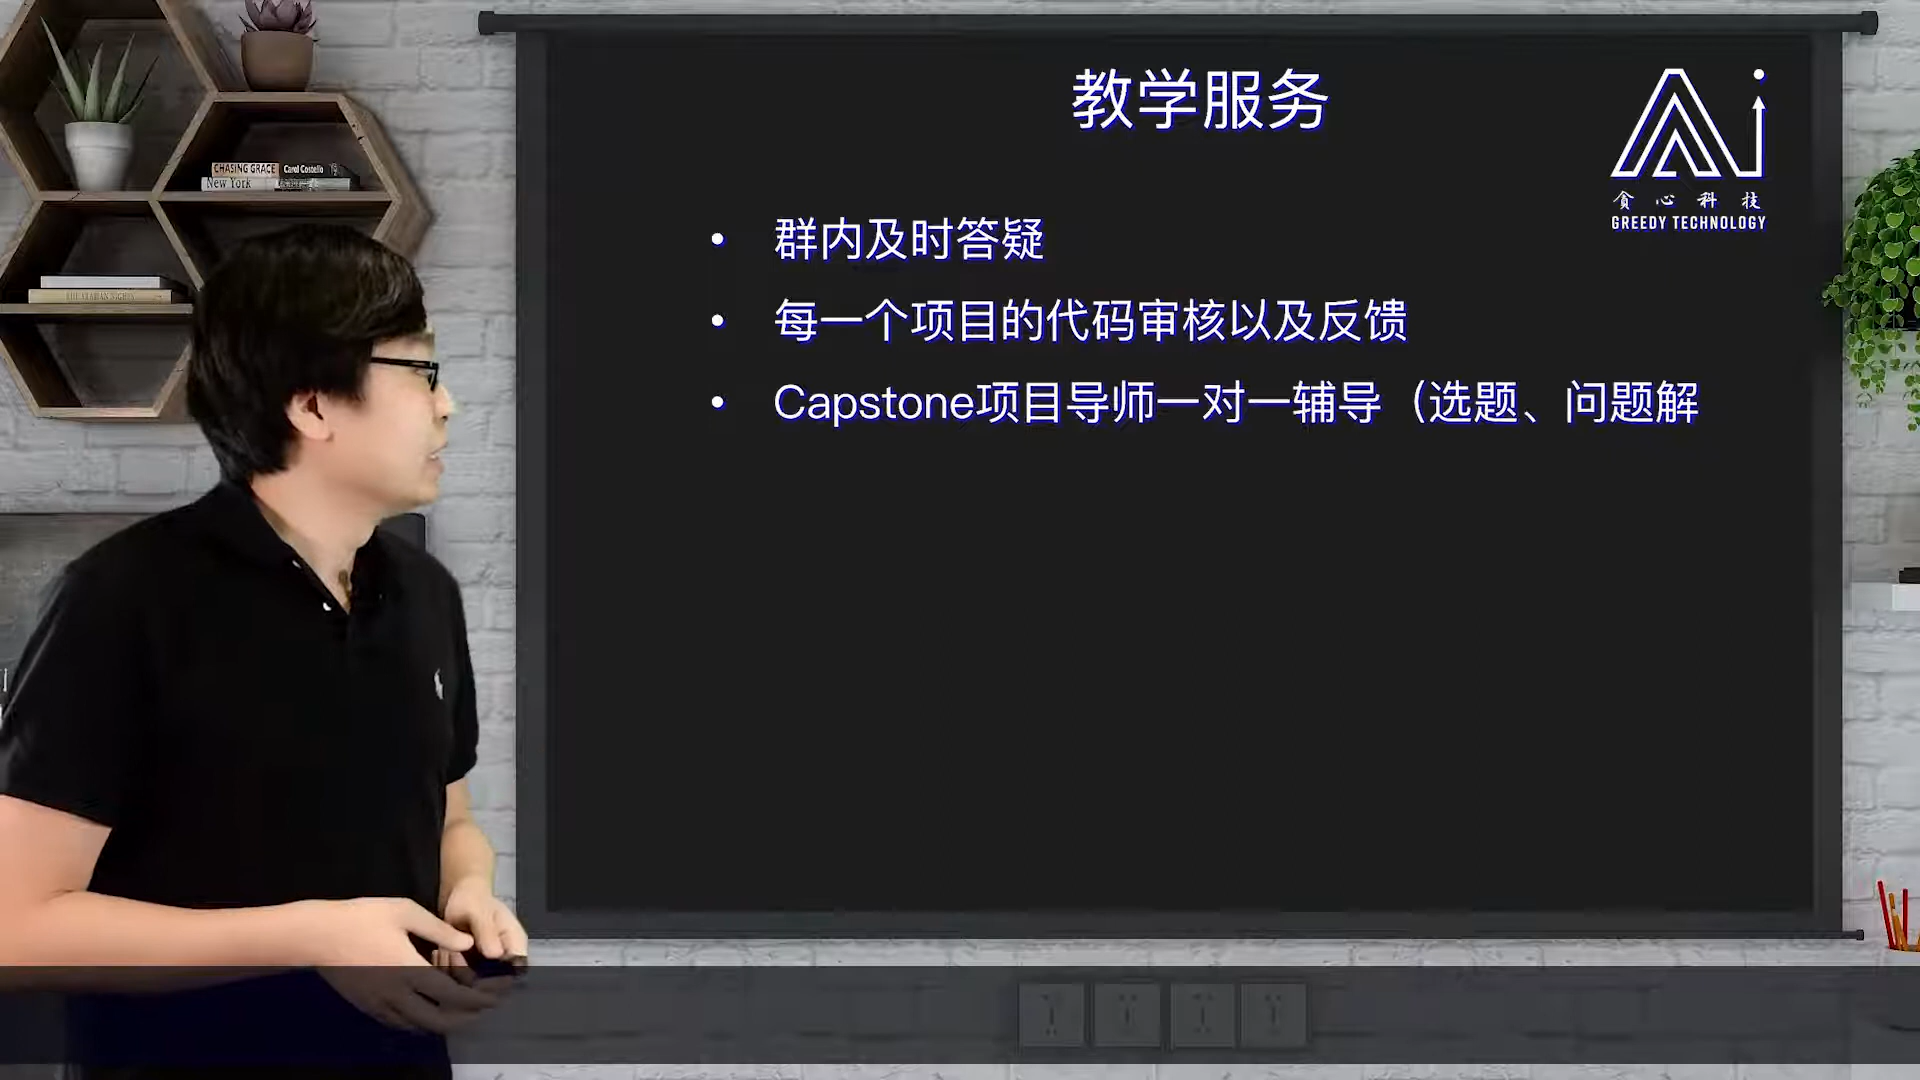 教学服务
贪心科技
GREEDY TECHNOLOGY
CHASING GRACE
Carol Costello
New York
• 群内及时答疑
• 每一个项目的代码审核以及反馈
• Capstone项目导师一对一辅导（选题、问题解